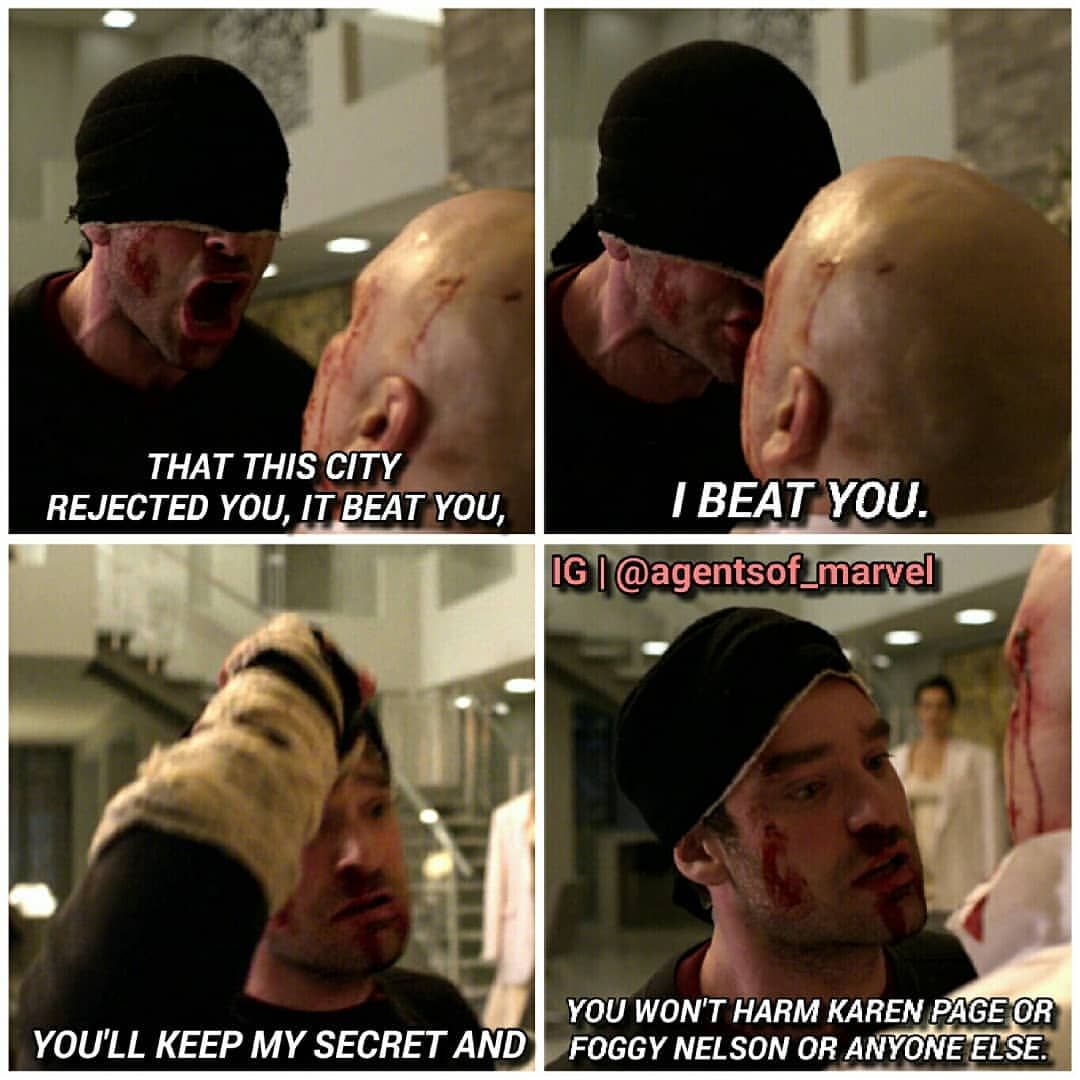 THAT THIS CITY
REJECTED YOU, IT BEAT YOU,
I BEAT YOU.
IG | @agentsof_marvel
YOU'LL KEEP MY SECRET AND
YOU WON'T HARM KAREN PAGE OR
FOGGY NELSON OR ANYONE ELSE.